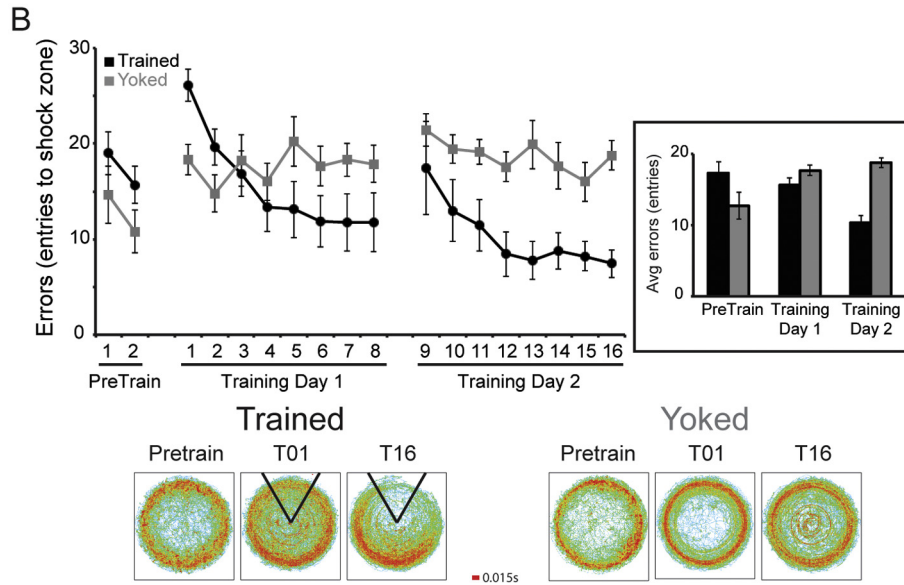 B
Errors (entries to shock zone)
30
20
10
0
Trained
Yoked
1 2 1 2 3 4 5 6 7 8 9 10 11 12 13 14 15 16
PreTrain Training Day 1 Training Day 2
Avg errors (entries)
20
10
0
PreTrain Training Day 1 Training Day 2
Trained Yoked
Pretrain T01 T16 Pretrain T01 T16
0.015s